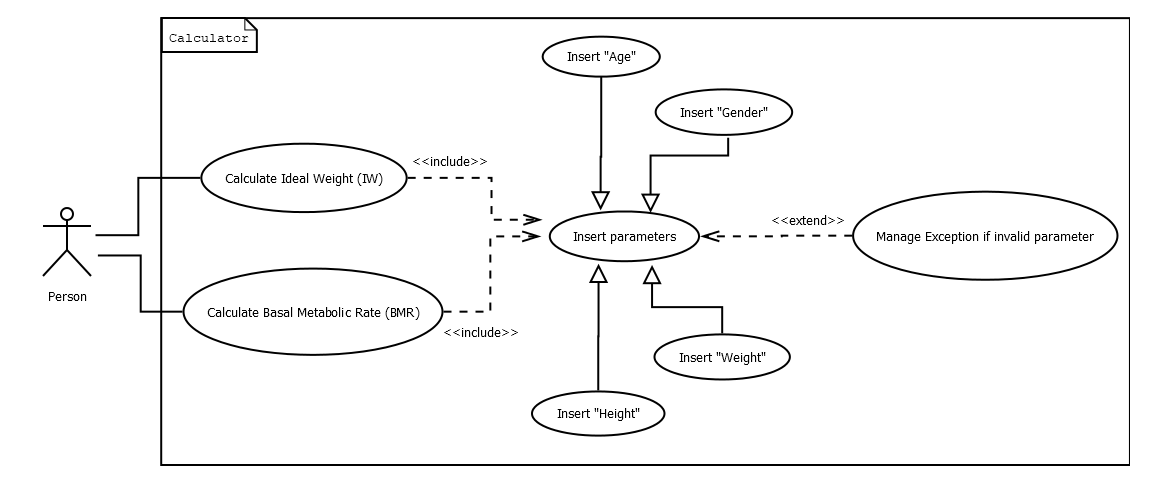 Calculator
Insert "Age"
Insert "Gender"
<<include>>
Calculate Ideal Weight (IW)
<<extend>>
Insert parameters
Manage Exception if invalid parameter
Person
Calculate Basal Metabolic Rate (BMR)
<<include>>
Insert "Weight"
Insert "Height"